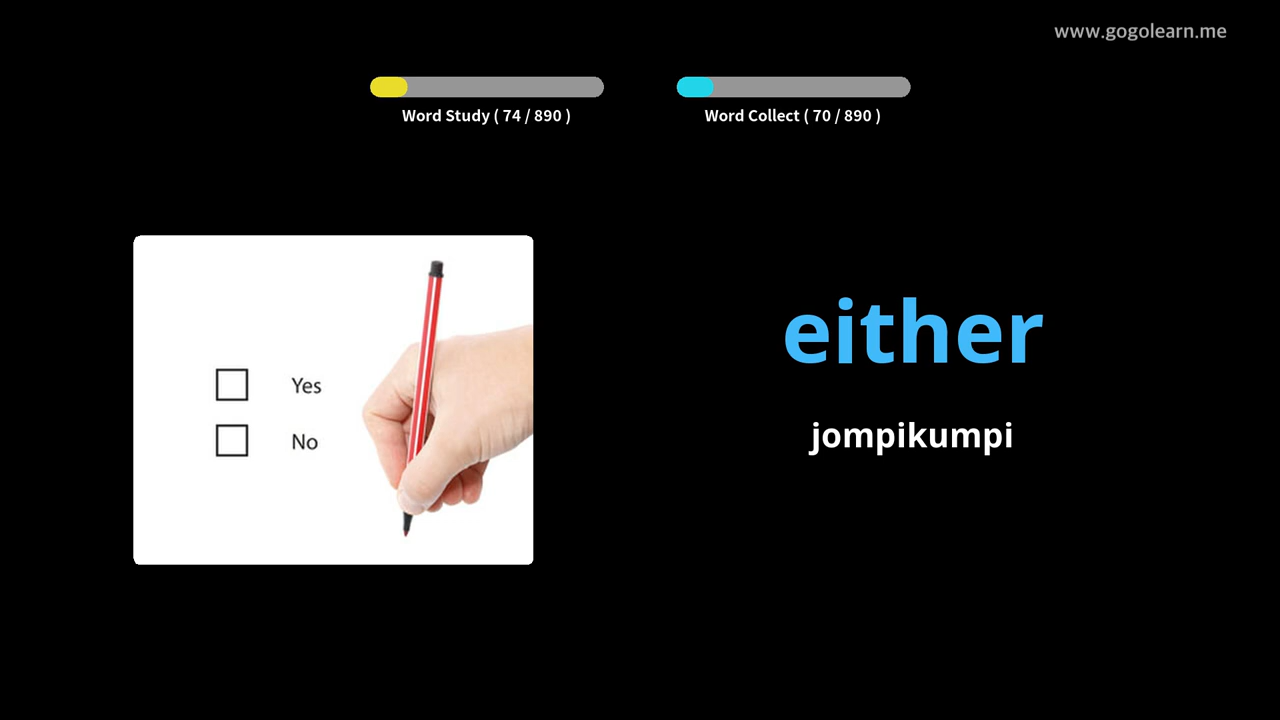 www.gogolearn.me
Word Study ( 74 / 890 )
Word Collect ( 70 / 890 )
Yes
No
either
jompikumpi